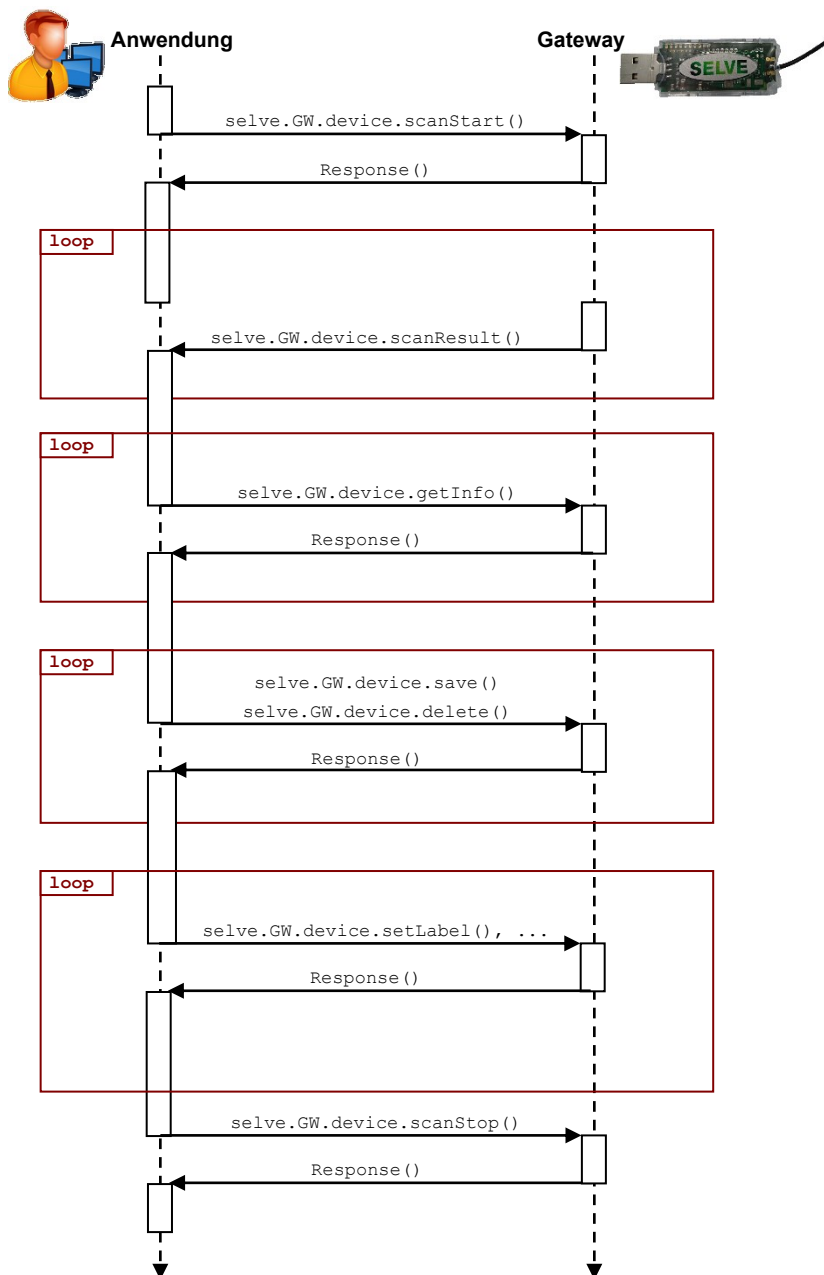 Anwendung
Gateway
SELVE
selve.GW.device.scanStart()
Response()
loop
selve.GW.device.scanResult()
loop
selve.GW.device.getInfo()
Response()
loop
selve.GW.device.save()
selve.GW.device.delete()
Response()
loop
selve.GW.device.setLabel(), ...
Response()
selve.GW.device.scanStop()
Response()